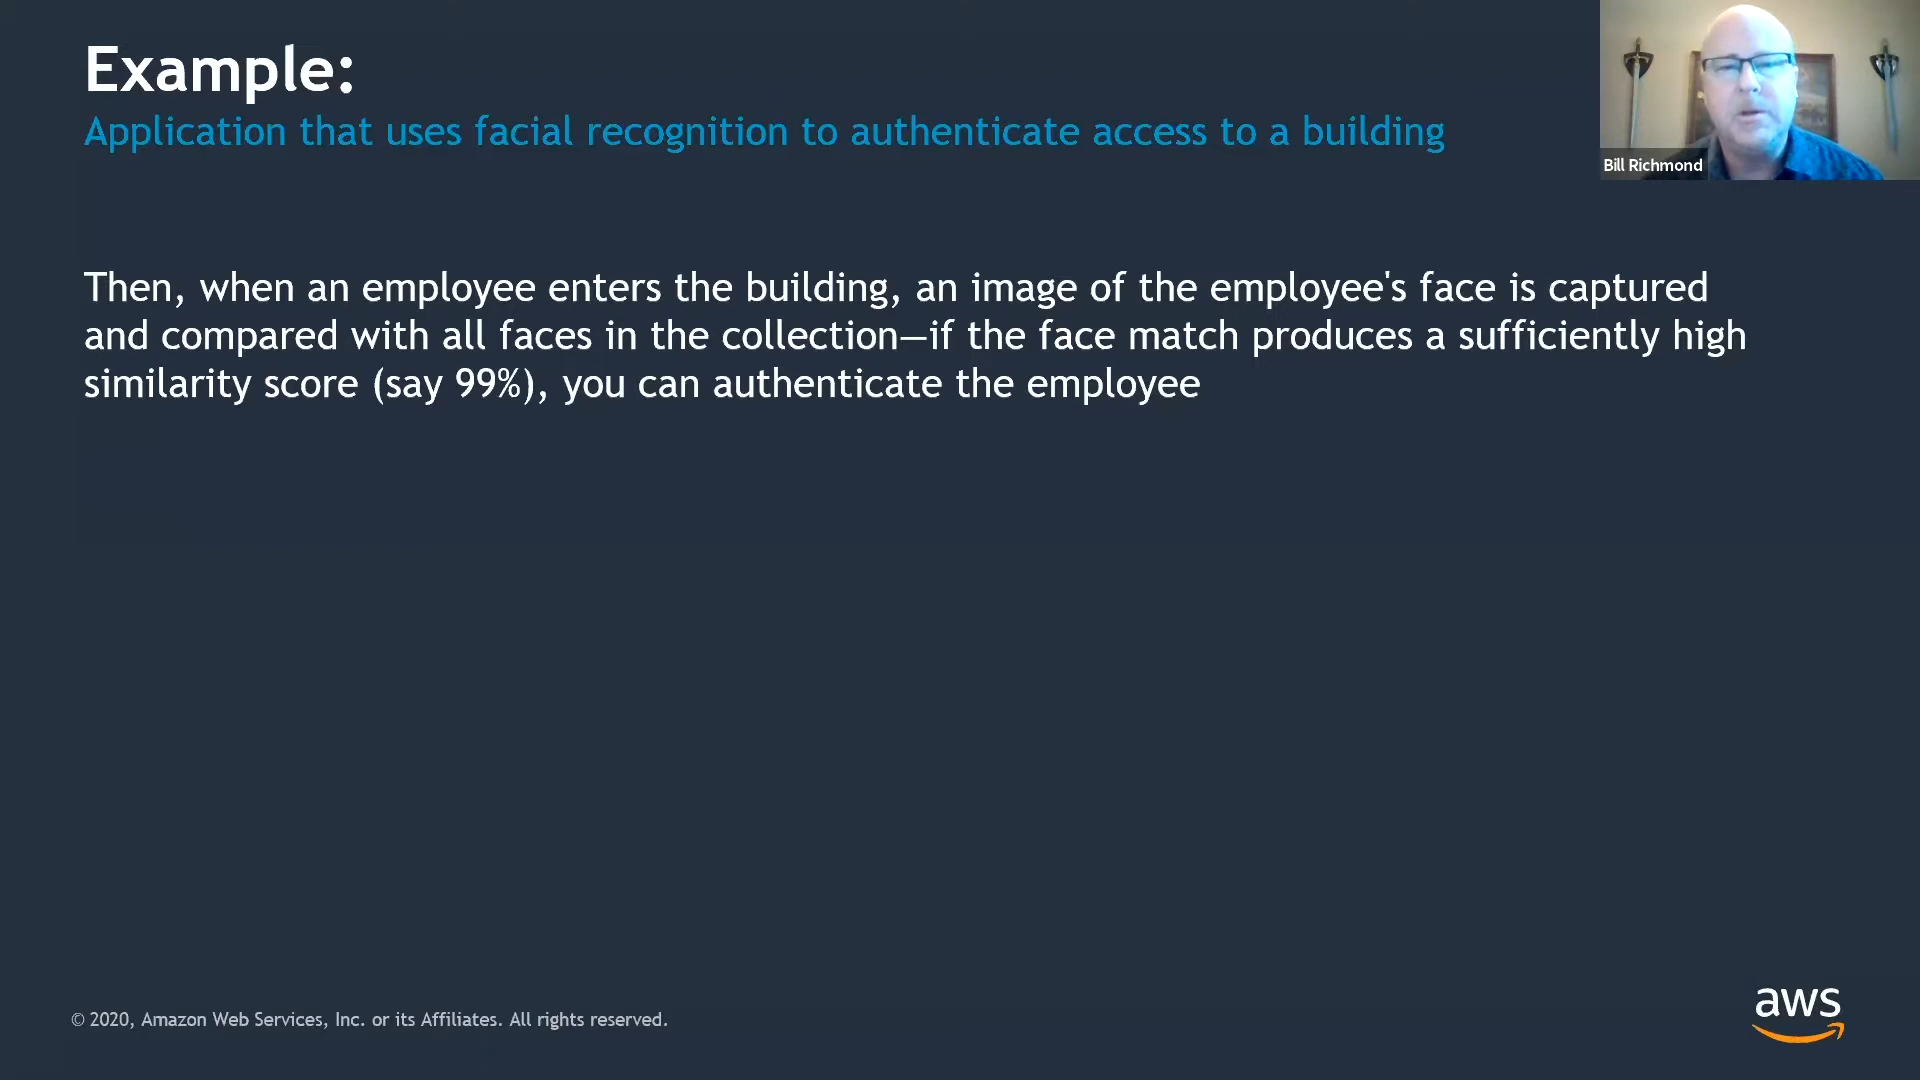 Example:
Application that uses facial recognition to authenticate access to a building
Bill Richmond
Then, when an employee enters the building, an image of the employee's face is captured
and compared with all faces in the collection—if the face match produces a sufficiently high
similarity score (say 99%), you can authenticate the employee
© 2020, Amazon Web Services, Inc. or its Affiliates. All rights reserved.
aws